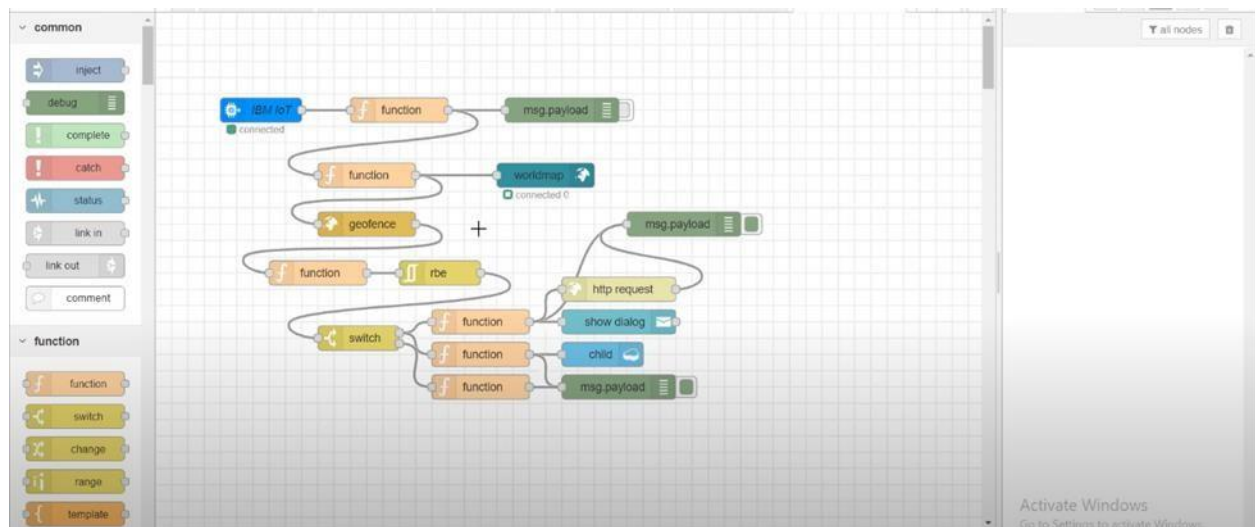 common
all nodes
inject
debug
complete
catch
status
link in
link out
comment
function
function
switch
change
range
template
IBM IoT
connected
function
msg.payload
function
worldmap
connected 0
geofence
msg.payload
function
rbe
http request
switch
function
show dialog
function
child
function
msg.payload
Activate Windows
Go to Settings to activate Windows.